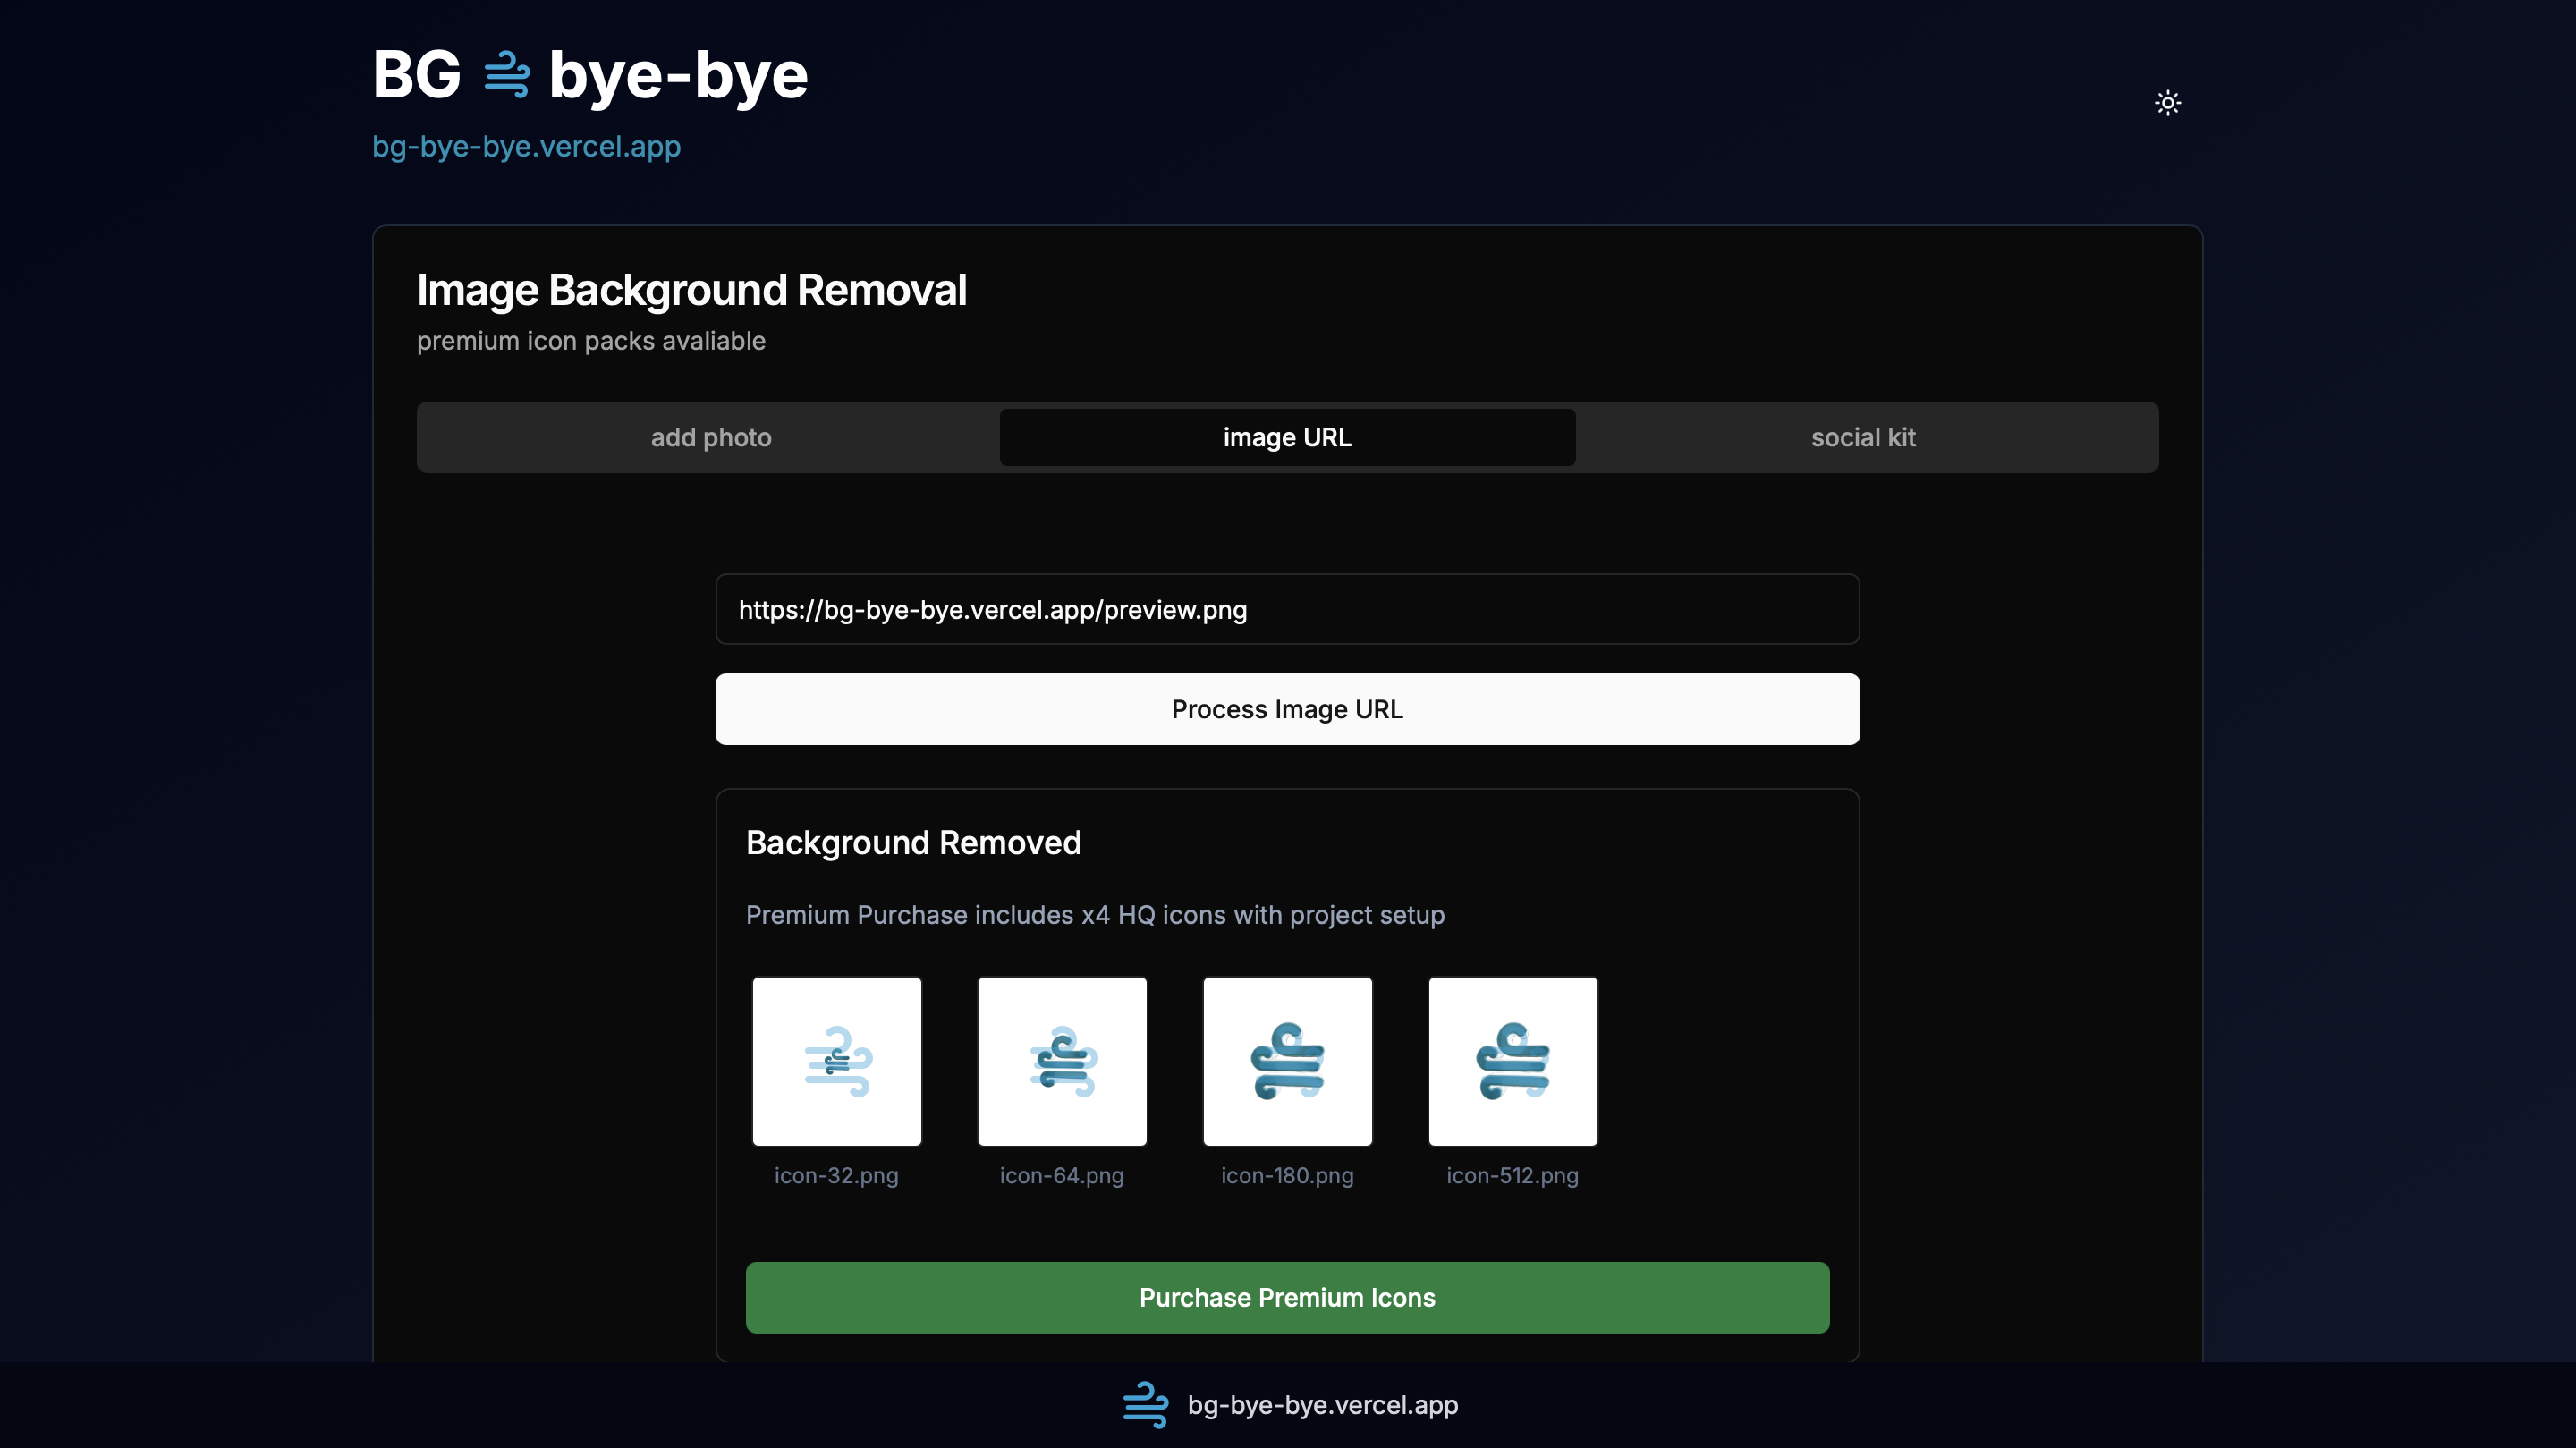 BG bye-bye
bg-bye-bye.vercel.app
Image Background Removal
premium icon packs avaliable
add photo
image URL
social kit
https://bg-bye-bye.vercel.app/preview.png
Process Image URL
Background Removed
Premium Purchase includes x4 HQ icons with project setup
icon-32.png
icon-64.png
icon-180.png
icon-512.png
Purchase Premium Icons
bg-bye-bye.vercel.app